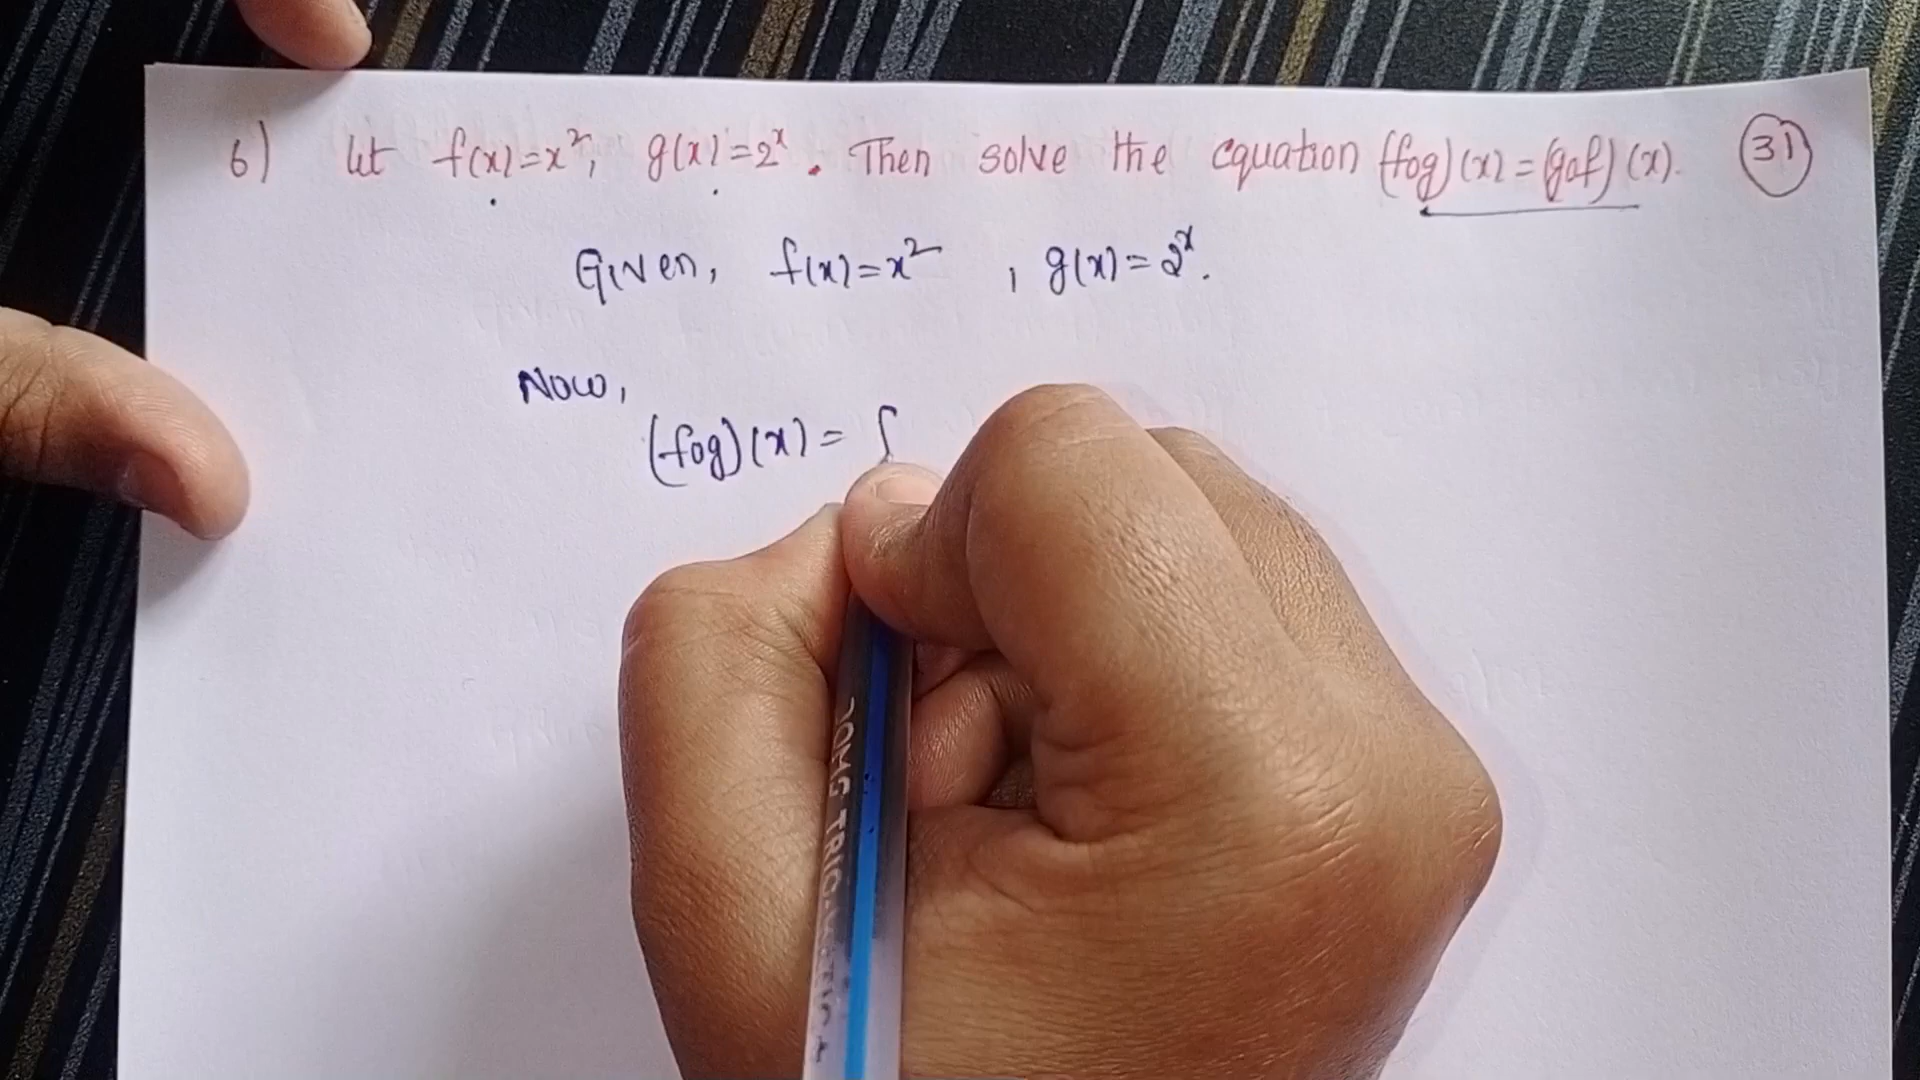 6) let f(x)=x², g(x)=2ˣ. Then solve the equation (fog)(x)=(gof)(x). 31
Given, f(x)=x² , g(x)=2ˣ.
Now,
(fog)(x)= f